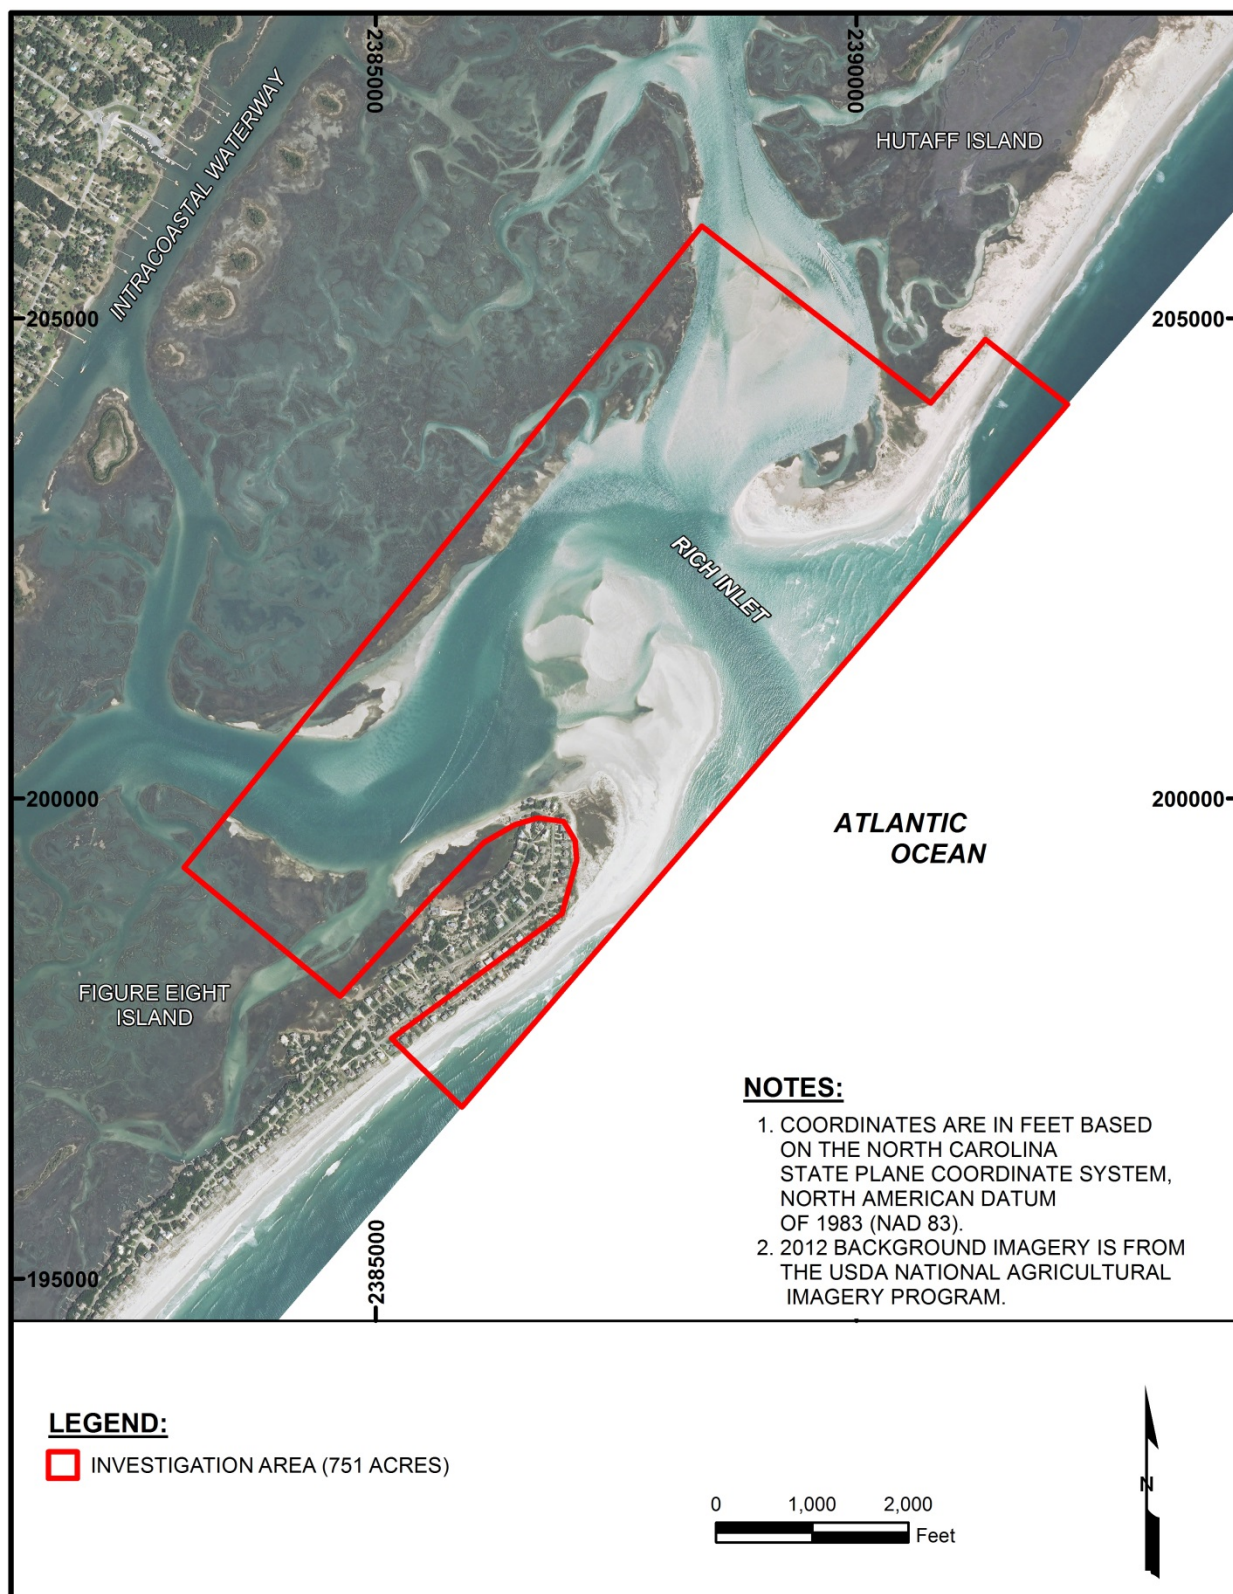 2385000
2390000
HUTAFF ISLAND
INTRACOASTAL WATERWAY
205000
205000
RICH INLET
200000
200000
ATLANTIC
OCEAN
FIGURE EIGHT
ISLAND
NOTES:
1. COORDINATES ARE IN FEET BASED
ON THE NORTH CAROLINA
STATE PLANE COORDINATE SYSTEM,
NORTH AMERICAN DATUM
OF 1983 (NAD 83).
2. 2012 BACKGROUND IMAGERY IS FROM
THE USDA NATIONAL AGRICULTURAL
IMAGERY PROGRAM.
195000
2385000
LEGEND:
INVESTIGATION AREA (751 ACRES)
0 1,000 2,000
Feet
N